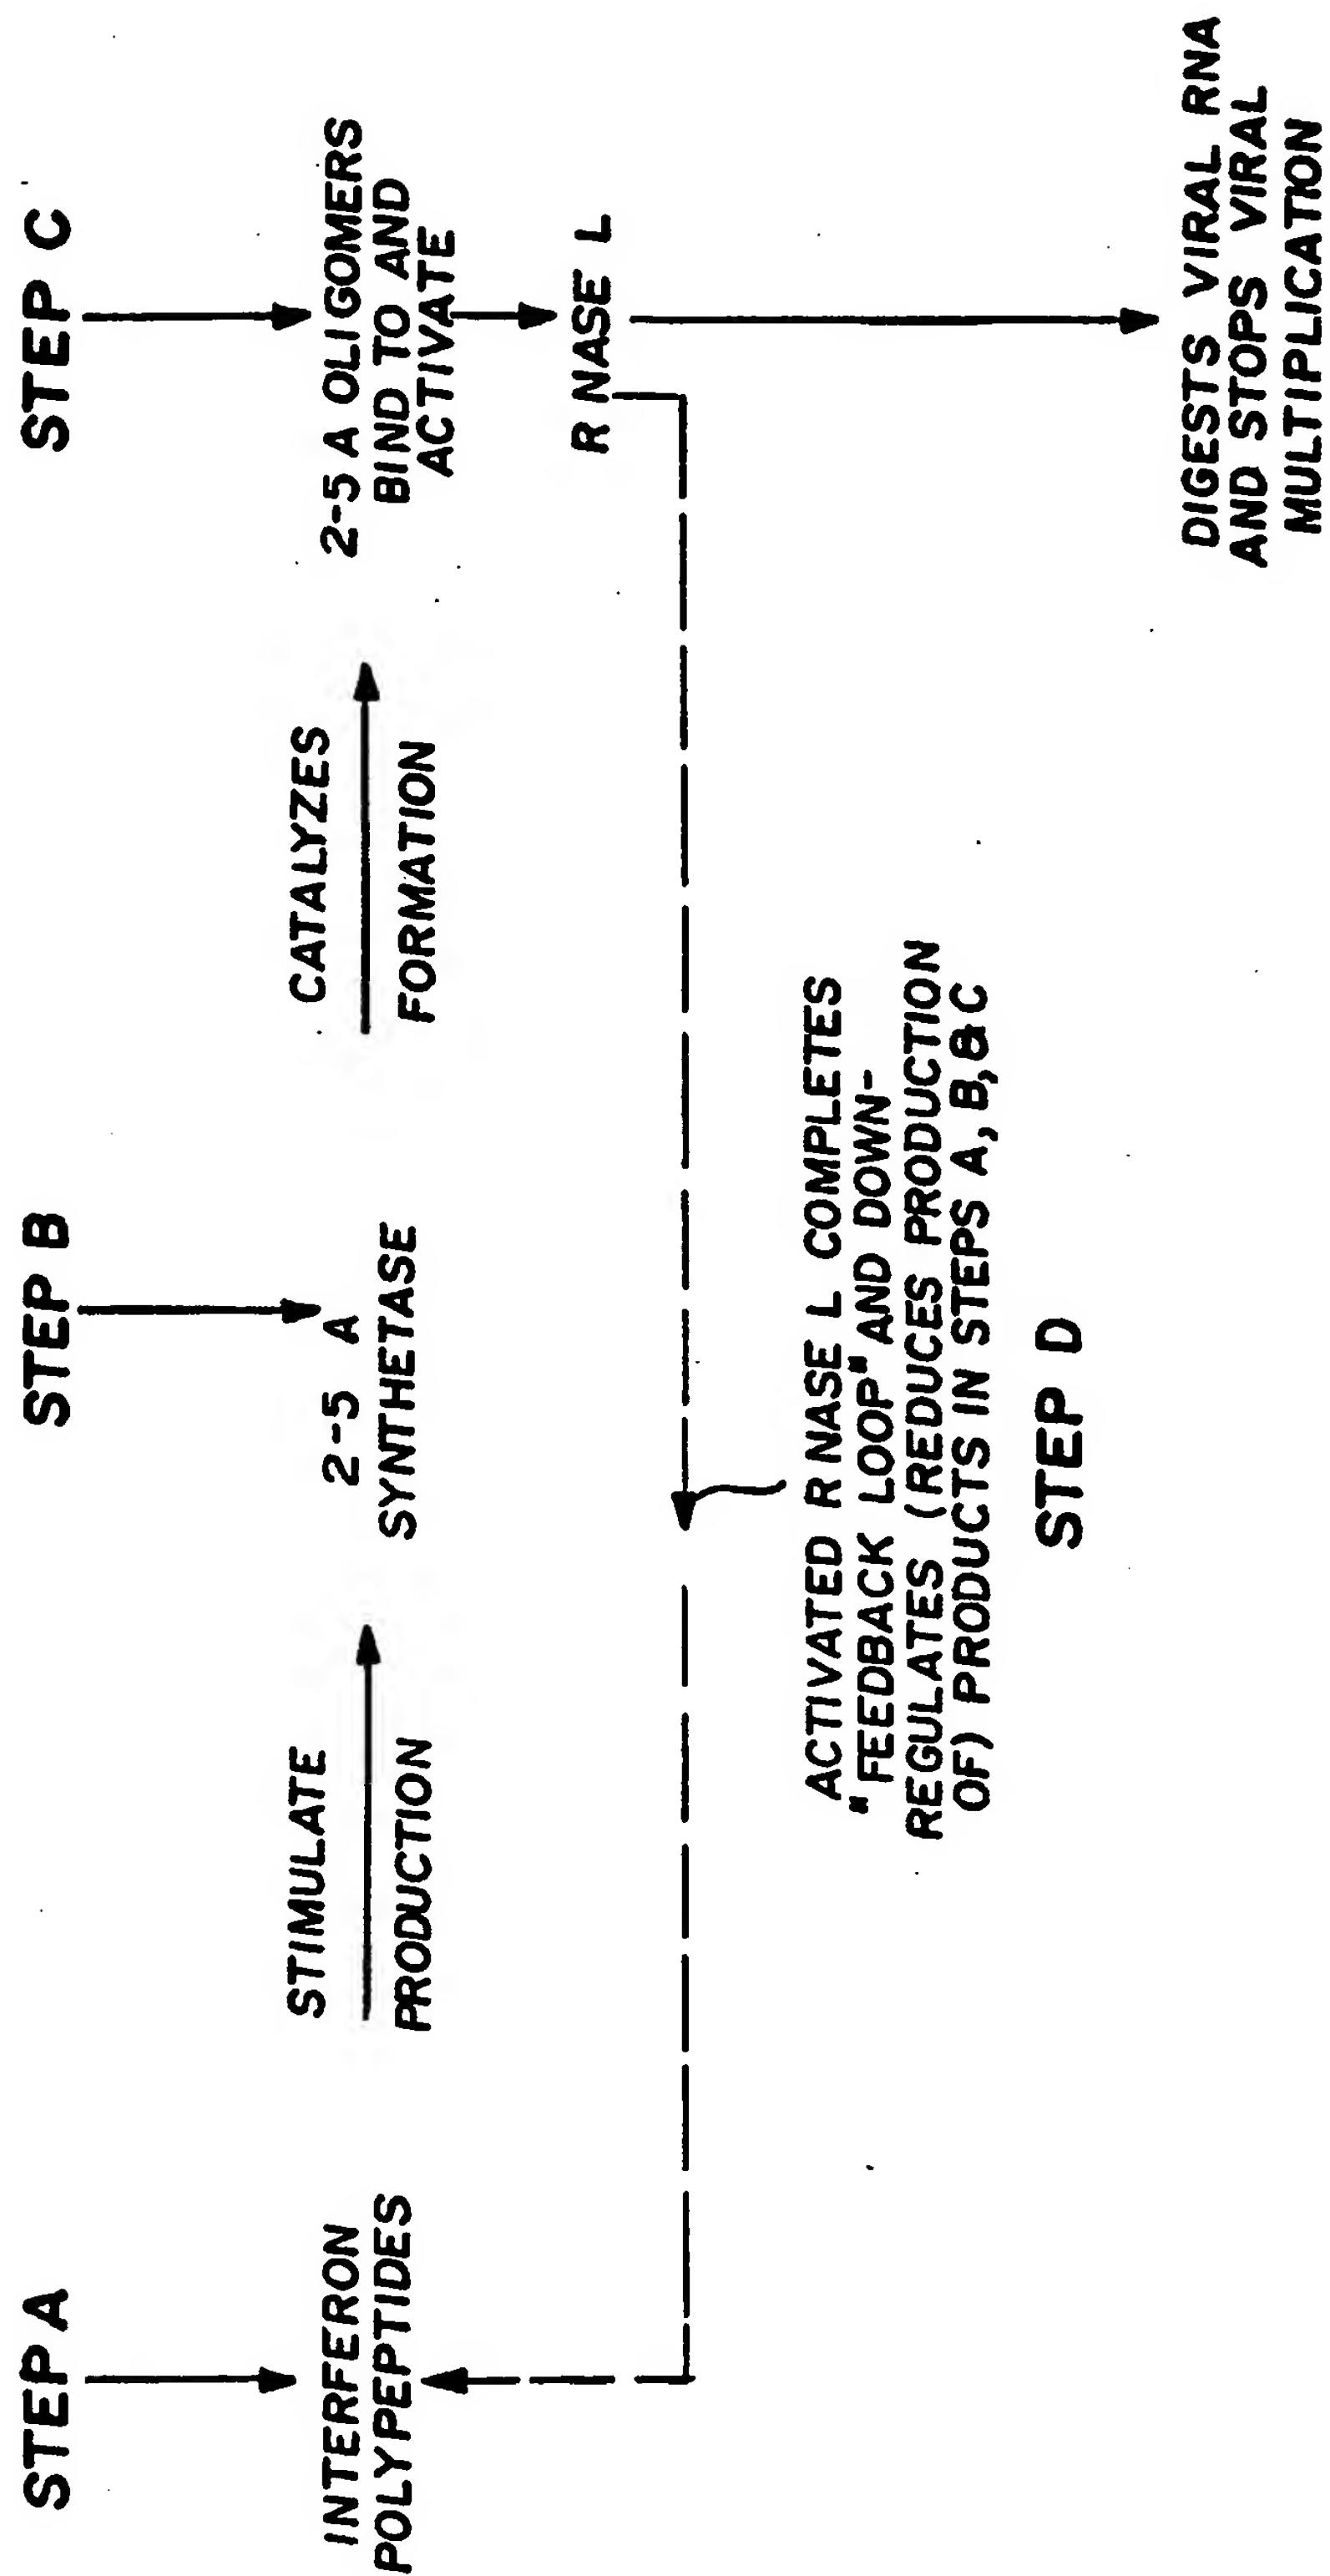 STEP A
INTERFERON
POLYPEPTIDES
STIMULATE
PRODUCTION
STEP B
2-5 A
SYNTHETASE
CATALYZES
FORMATION
STEP C
2-5 A OLIGOMERS
BIND TO AND
ACTIVATE
R NASE L
DIGESTS VIRAL RNA
AND STOPS VIRAL
MULTIPLICATION
ACTIVATED R NASE L COMPLETES
"FEEDBACK LOOP" AND DOWN-
REGULATES (REDUCES PRODUCTION
OF) PRODUCTS IN STEPS A, B, & C
STEP D